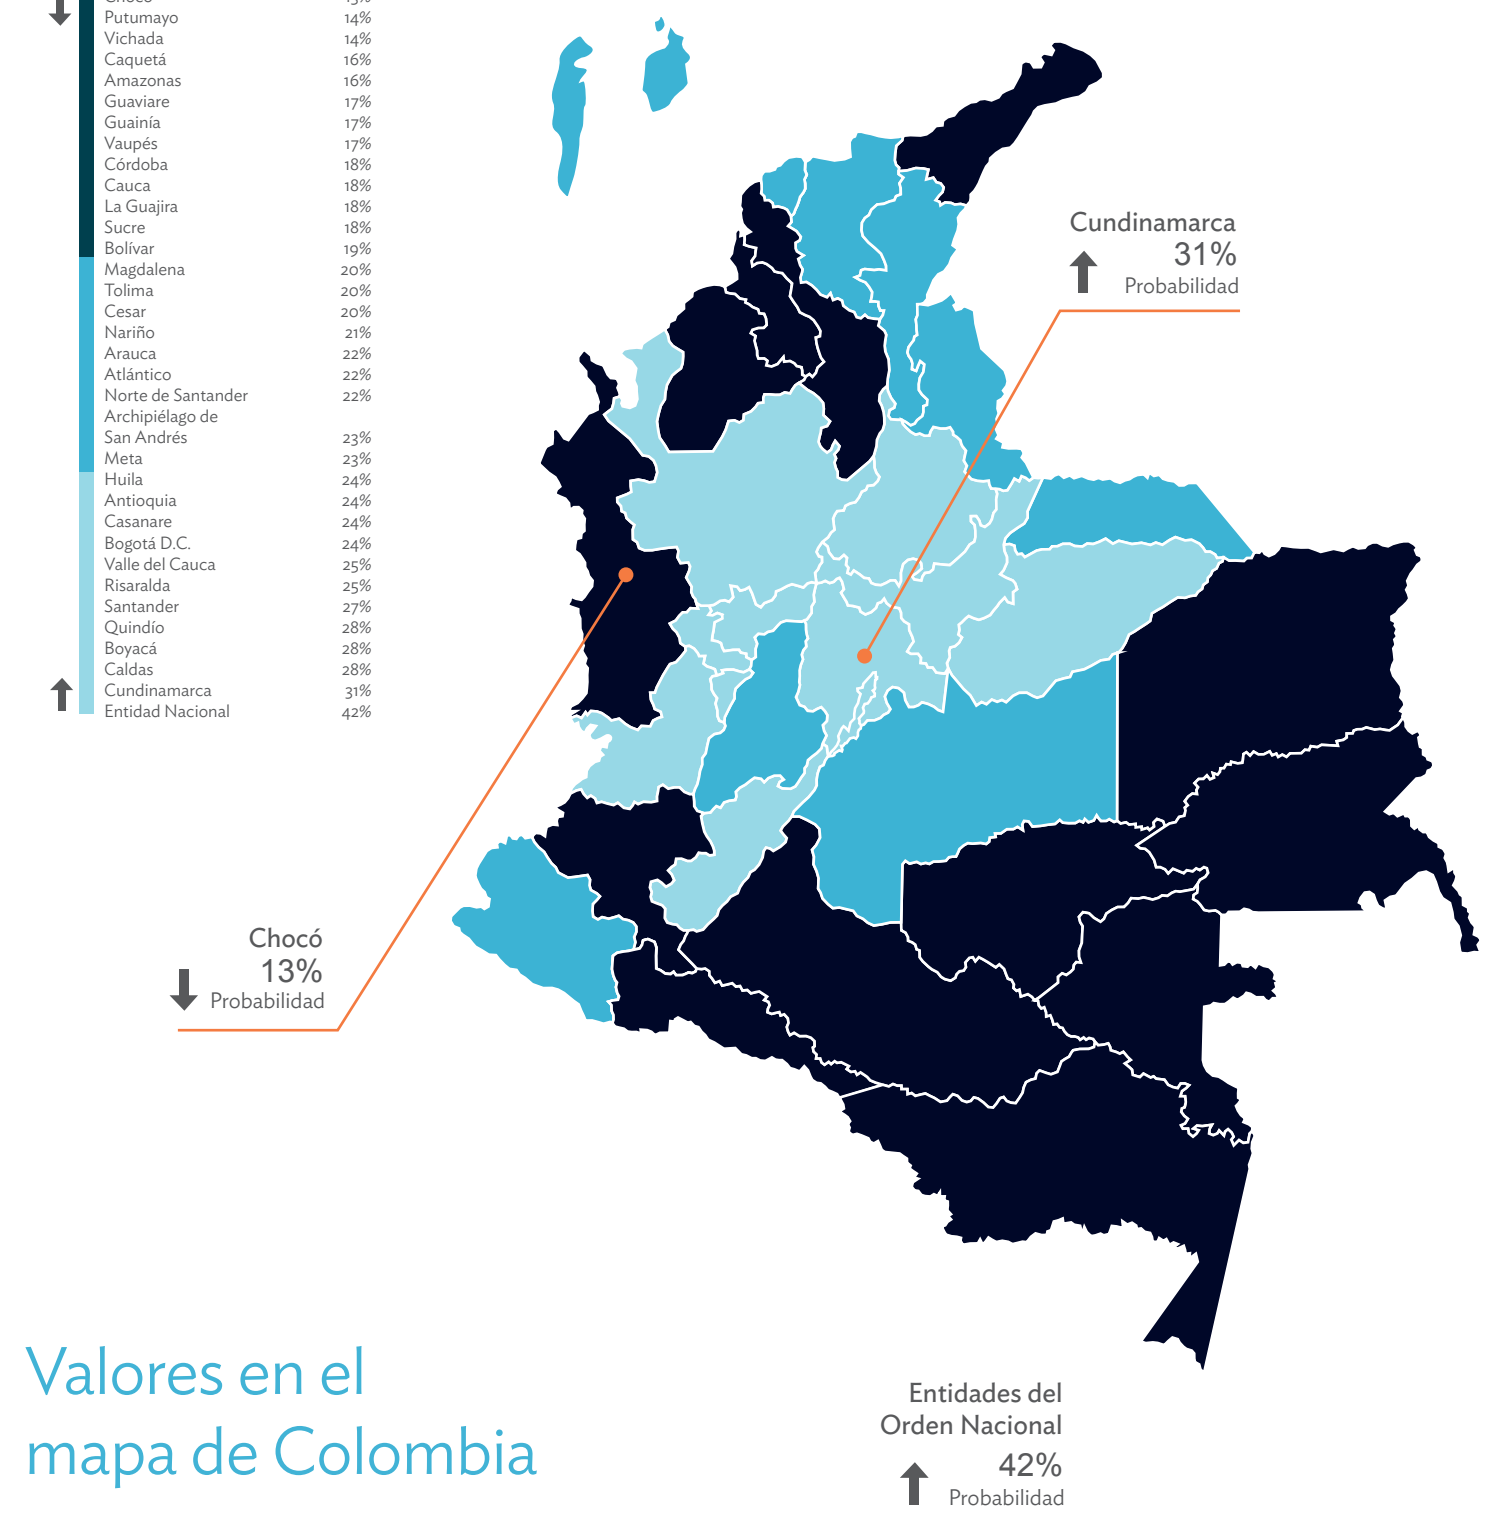 Chocó 13%
Putumayo 14%
Vichada 14%
Caquetá 16%
Amazonas 16%
Guaviare 17%
Guainía 17%
Vaupés 17%
Córdoba 18%
Cauca 18%
La Guajira 18%
Sucre 18%
Bolívar 19%
Magdalena 20%
Tolima 20%
Cesar 20%
Nariño 21%
Arauca 22%
Atlántico 22%
Norte de Santander 22%
Archipiélago de
San Andrés 23%
Meta 23%
Huila 24%
Antioquia 24%
Casanare 24%
Bogotá D.C. 24%
Valle del Cauca 25%
Risaralda 25%
Santander 27%
Quindío 28%
Boyacá 28%
Caldas 28%
Cundinamarca 31%
Entidad Nacional 42%
Cundinamarca
31%
Probabilidad
Chocó
13%
Probabilidad
Valores en el
mapa de Colombia
Entidades del
Orden Nacional
42%
Probabilidad